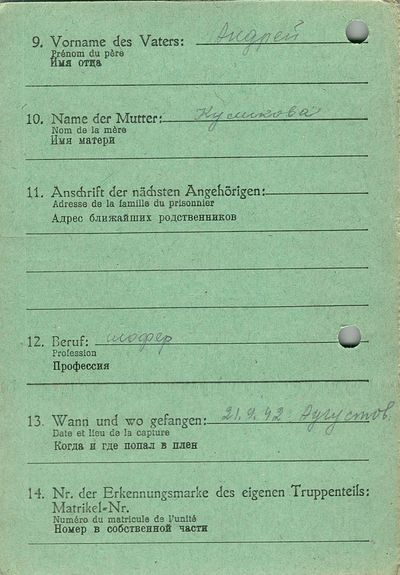 9. Vorname des Vaters: Андрей
Prénom du père
Имя отца
10. Name der Mutter: Куликова
Nom de la mère
Имя матери
11. Anschrift der nächsten Angehörigen:
Adresse de la famille du prisonnier
Адрес ближайших родственников
12. Beruf: шофер
Profession
Профессия
13. Wann und wo gefangen: 21.9.42 Аугустов.
Date et lieu de la capture
Когда и где попал в плен
14. Nr. der Erkennungsmarke des eigenen Truppenteils:
Matrikel-Nr.
Numéro du matricule de l'unité
Номер в собственной части